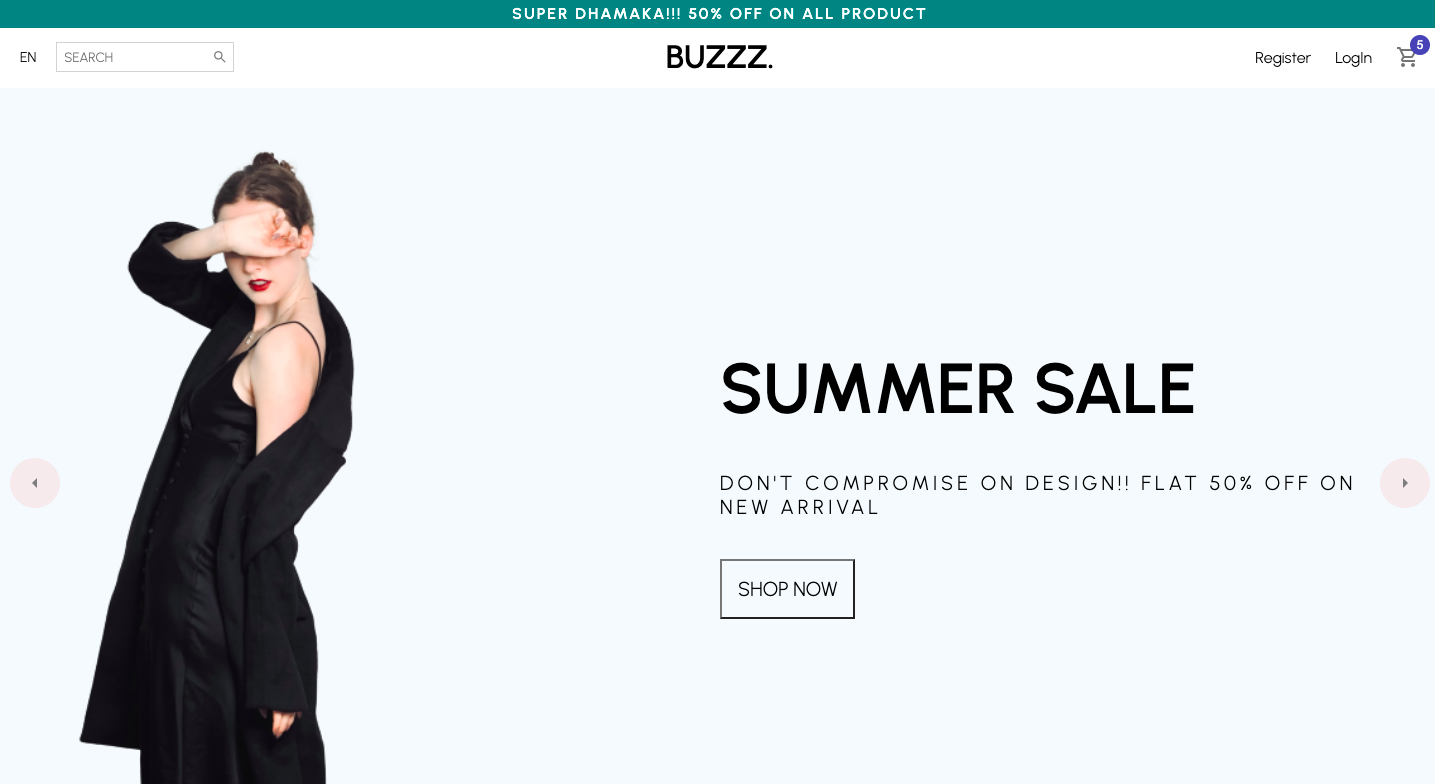 SUPER DHAMAKA!!! 50% OFF ON ALL PRODUCT
EN
SEARCH
BUZZZ.
Register
LogIn
5
SUMMER SALE
DON'T COMPROMISE ON DESIGN!! FLAT 50% OFF ON
NEW ARRIVAL
SHOP NOW